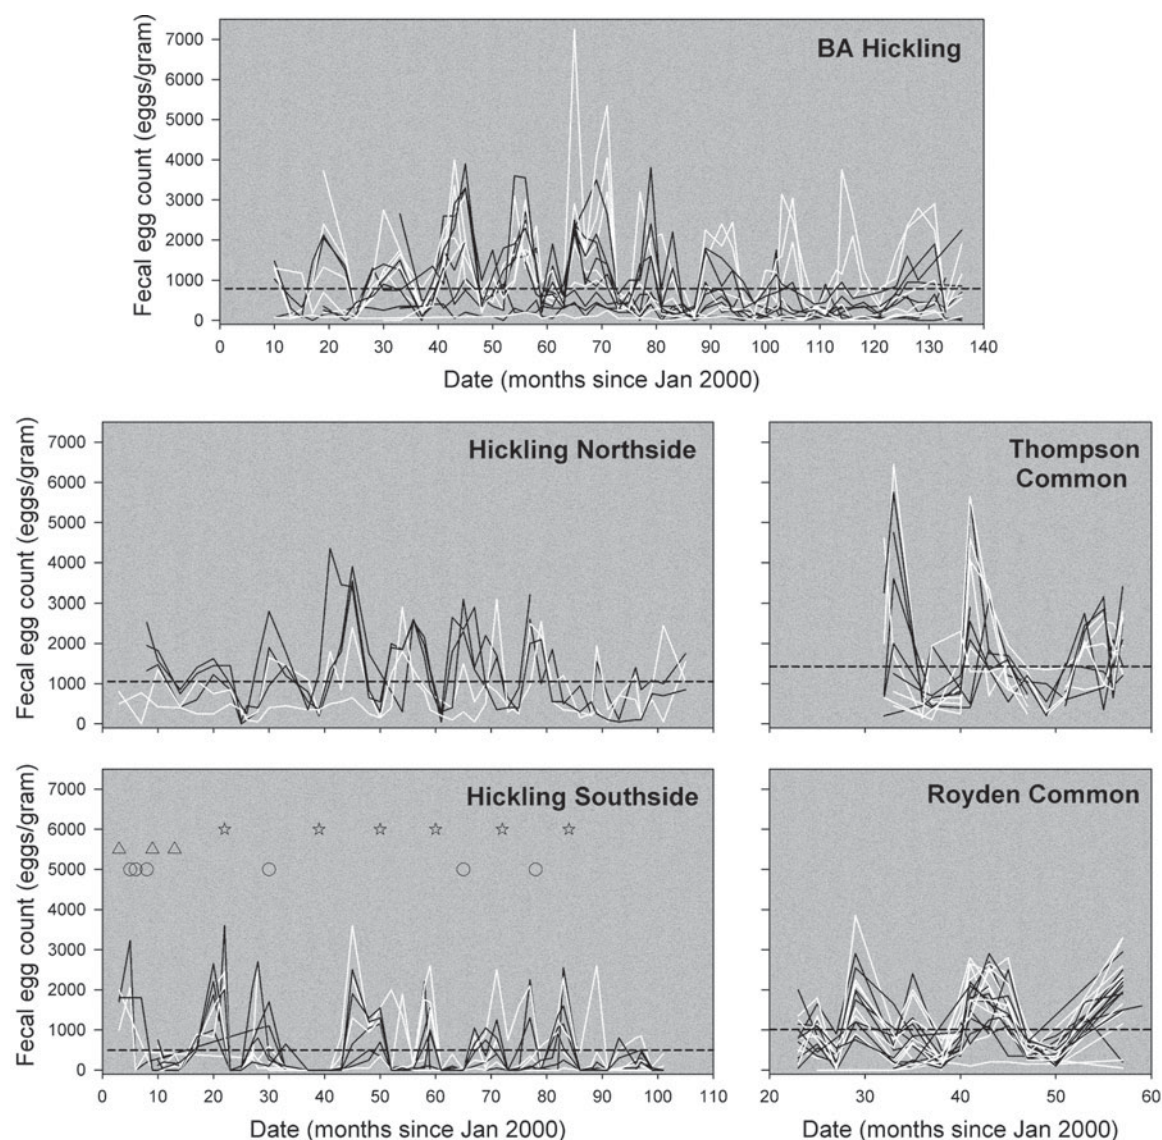 BA Hickling
Fecal egg count (eggs/gram)
7000
6000
5000
4000
3000
2000
1000
0
0 10 20 30 40 50 60 70 80 90 100 110 120 130 140
Date (months since Jan 2000)
Hickling Northside
Fecal egg count (eggs/gram)
7000
6000
5000
4000
3000
2000
1000
0
Thompson
Common
Hickling Southside
Fecal egg count (eggs/gram)
7000
6000
5000
4000
3000
2000
1000
0
0 10 20 30 40 50 60 70 80 90 100 110
Date (months since Jan 2000)
Royden Common
20 30 40 50 60
Date (months since Jan 2000)